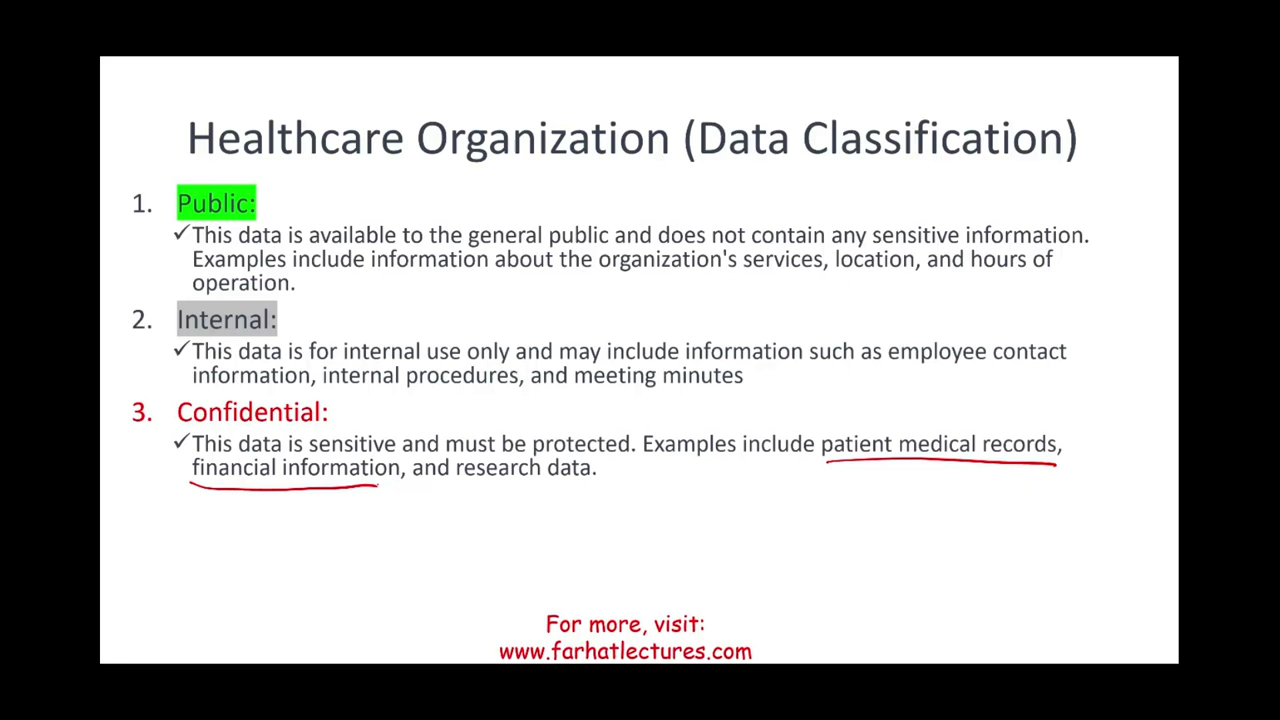 Healthcare Organization (Data Classification)
1. Public:
✓This data is available to the general public and does not contain any sensitive information.
Examples include information about the organization's services, location, and hours of
operation.
2. Internal:
✓This data is for internal use only and may include information such as employee contact
information, internal procedures, and meeting minutes
3. Confidential:
✓This data is sensitive and must be protected. Examples include patient medical records,
financial information, and research data.
For more, visit:
www.farhatlectures.com